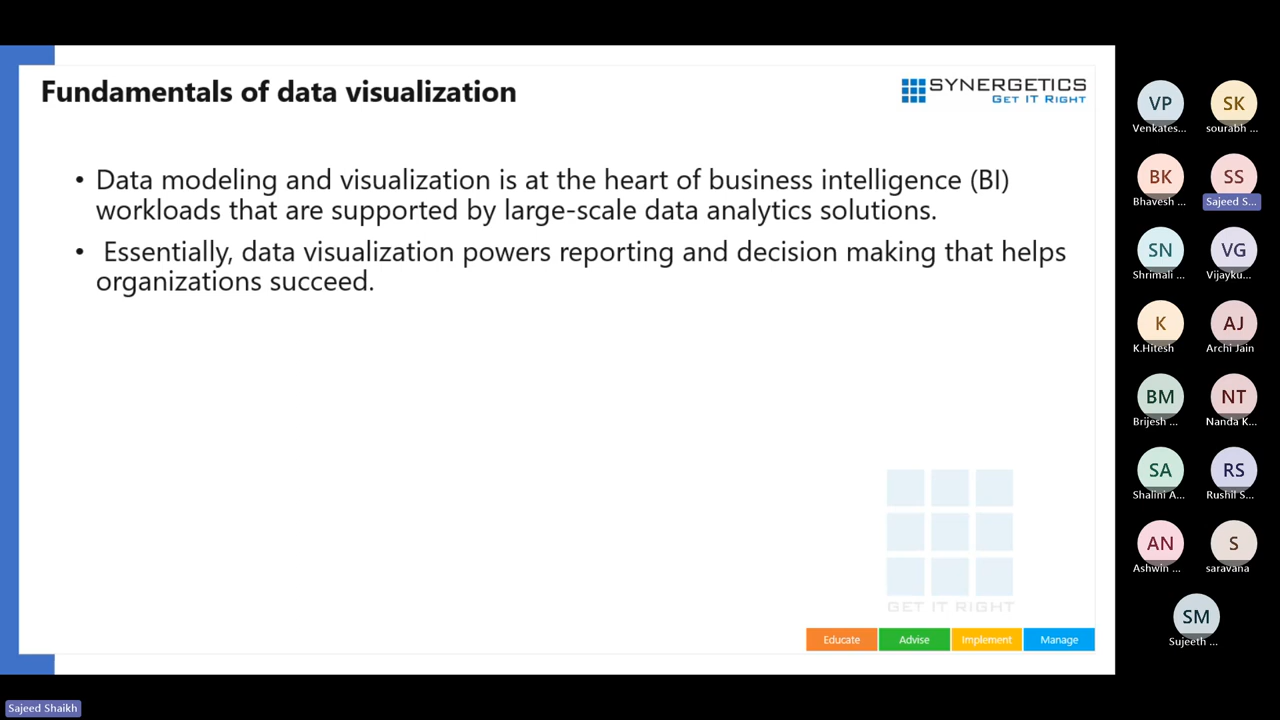 Fundamentals of data visualization
SYNERGETICS
GET IT RIGHT
• Data modeling and visualization is at the heart of business intelligence (BI)
workloads that are supported by large-scale data analytics solutions.
• Essentially, data visualization powers reporting and decision making that helps
organizations succeed.
GET IT RIGHT
Educate
Advise
Implement
Manage
VP
Venkates...
SK
sourabh ...
BK
Bhavesh ...
SS
Sajeed S...
SN
Shrimali ...
VG
Vijayku...
K
K.Hitesh
AJ
Archi Jain
BM
Brijesh ...
NT
Nanda K...
SA
Shalini A...
RS
Rushil S...
AN
Ashwin ...
S
saravana
SM
Sujeeth ...
Sajeed Shaikh